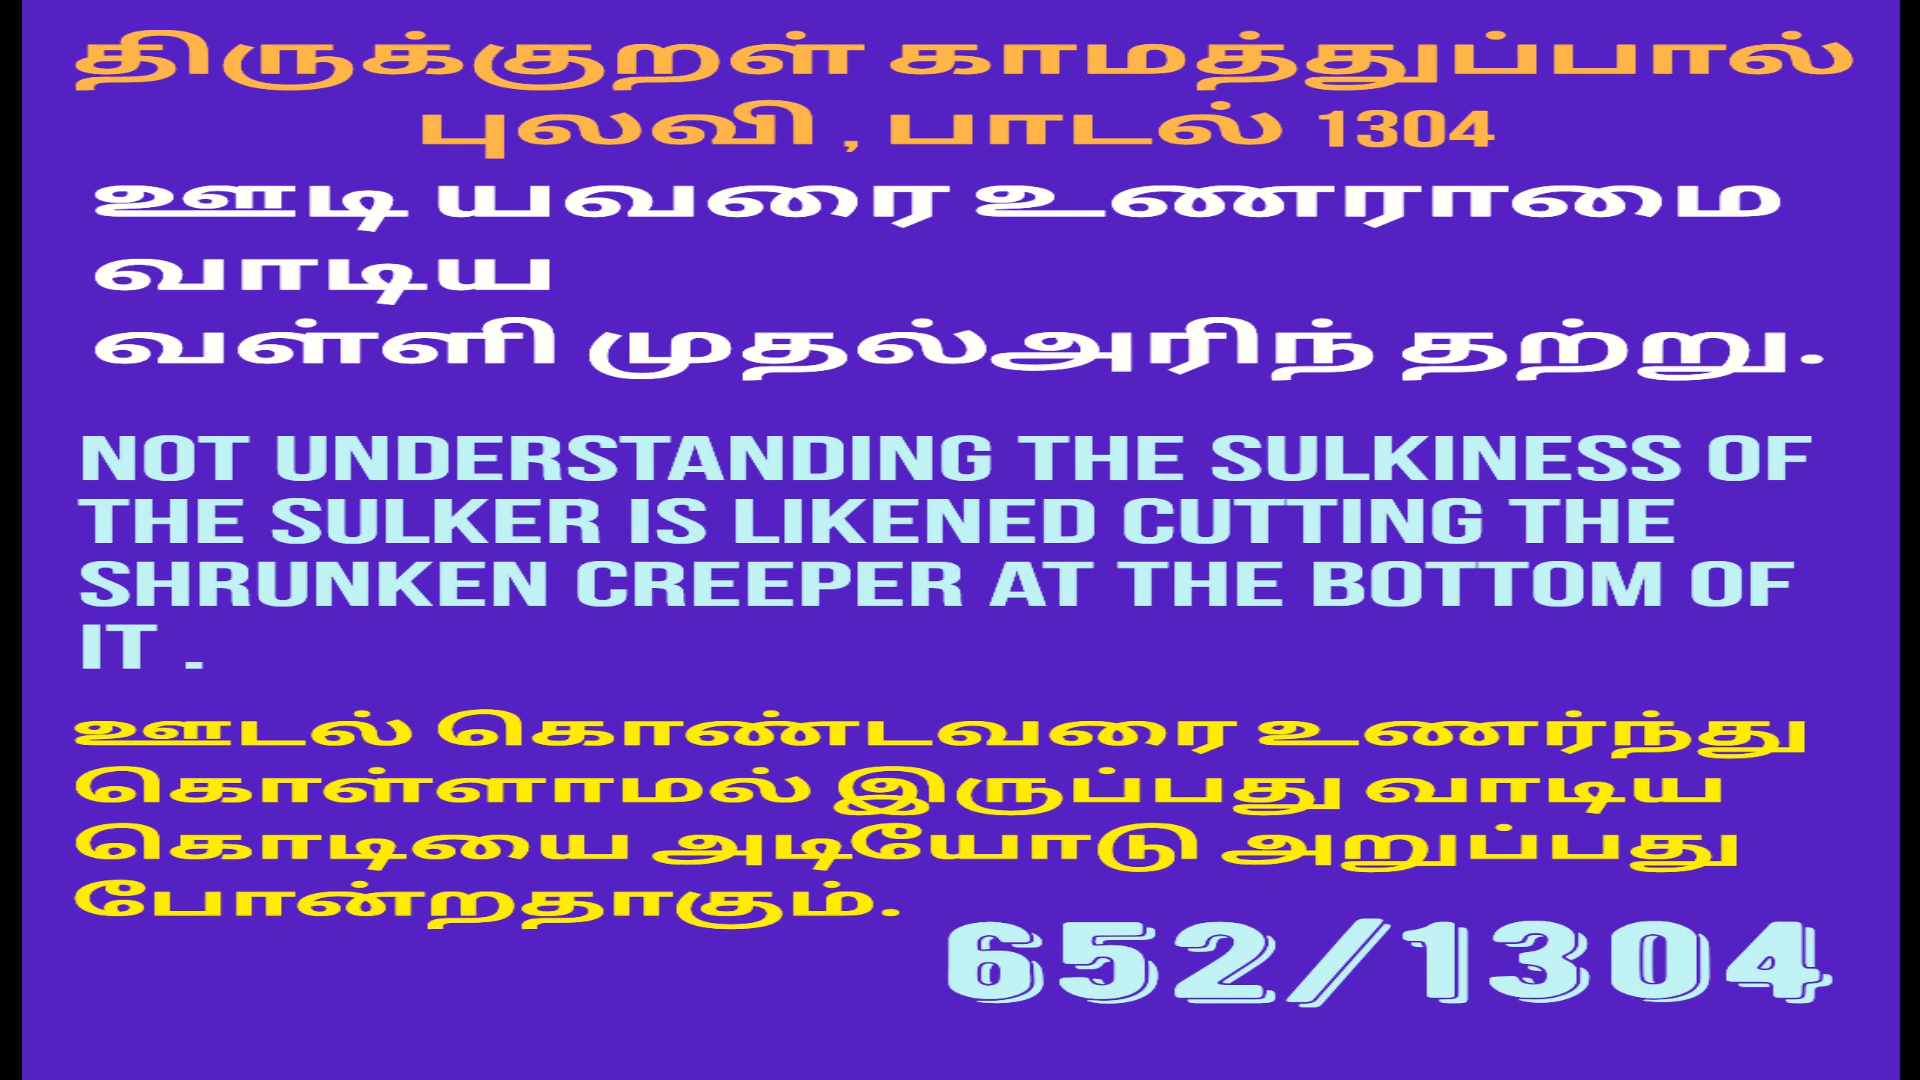 திருக்குறள் காமத்துப்பால்
புலவி , பாடல் 1304
ஊடி யவரை உணராமை
வாடிய
வள்ளி முதல்அரிந் தற்று.
NOT UNDERSTANDING THE SULKINESS OF
THE SULKER IS LIKENED CUTTING THE
SHRUNKEN CREEPER AT THE BOTTOM OF
IT .
ஊடல் கொண்டவரை உணர்ந்து
கொள்ளாமல் இருப்பது வாடிய
கொடியை அடியோடு அறுப்பது
போன்றதாகும்.
652/1304